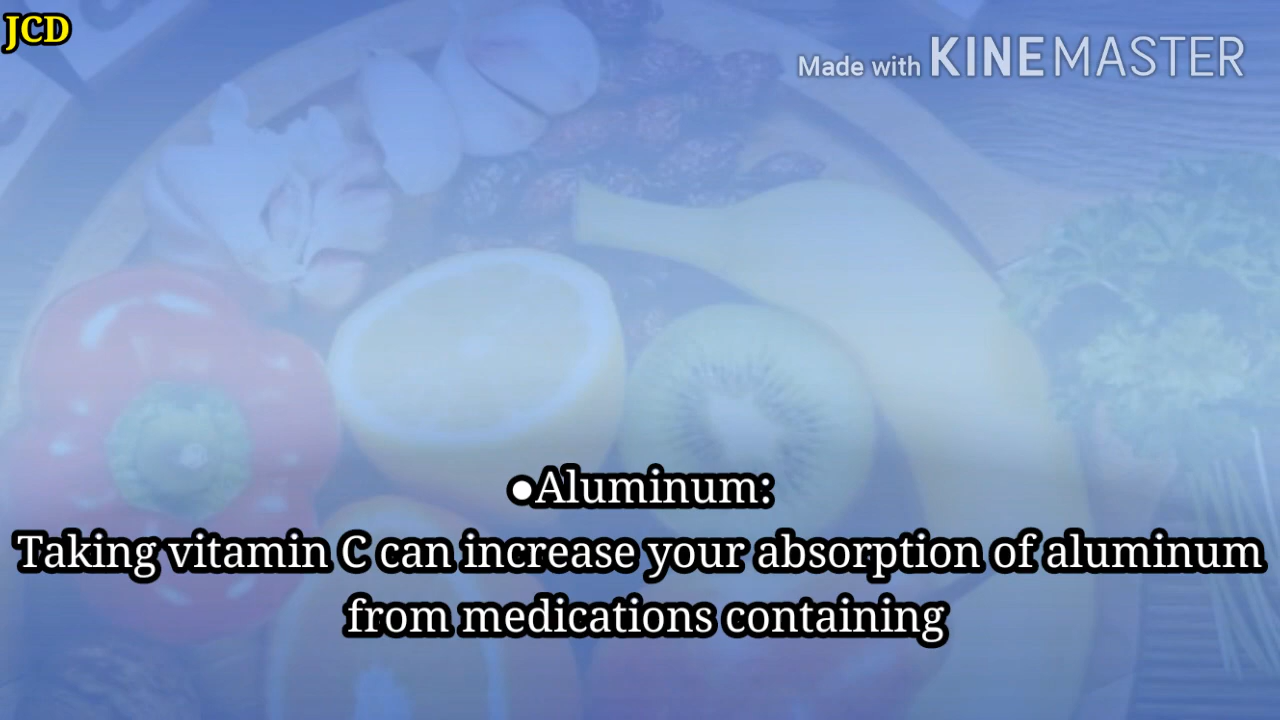 JCD
Made with KINEMASTER
•Aluminum:
Taking vitamin C can increase your absorption of aluminum
from medications containing